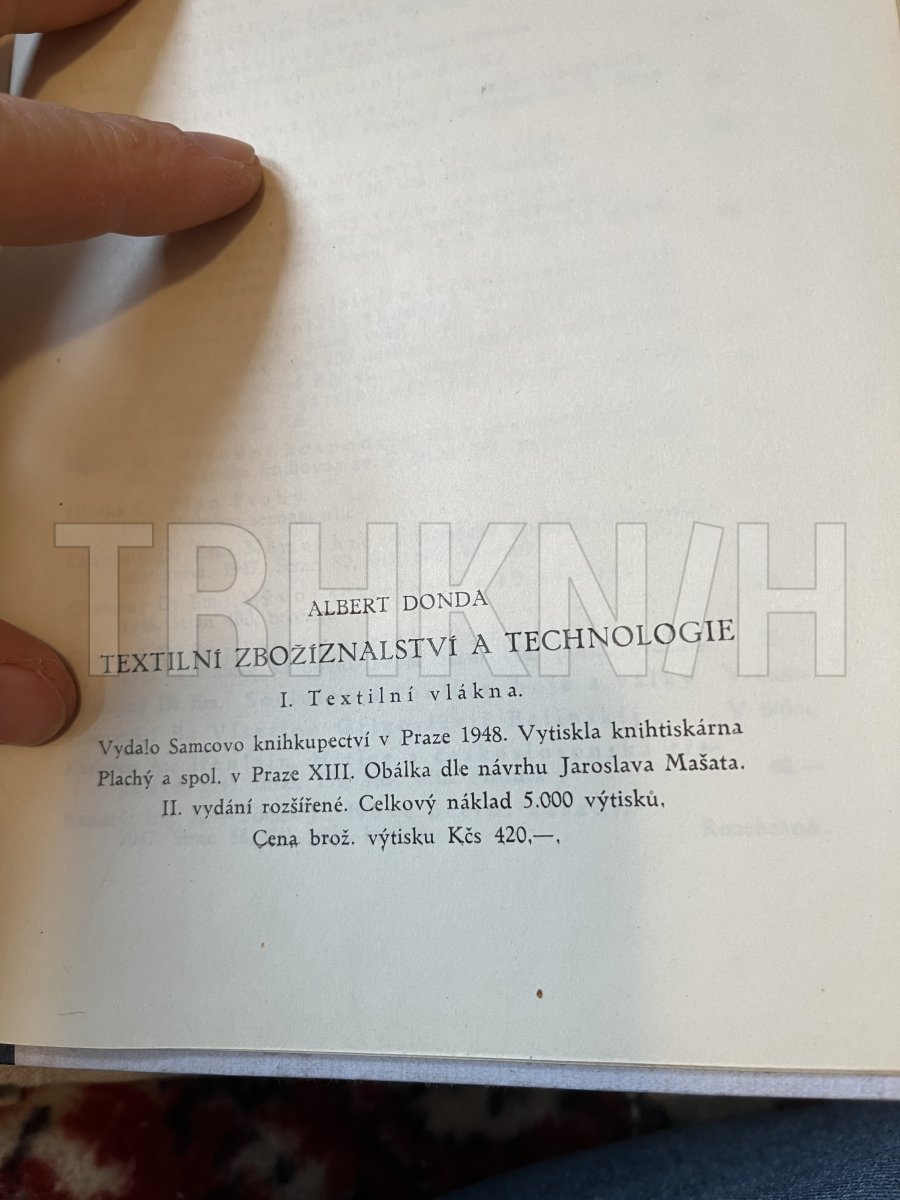 ALBERT DONDA
TEXTILNÍ ZBOŽÍZNALSTVÍ A TECHNOLOGIE
I. Textilní vlákna.
Vydalo Samcovo knihkupectví v Praze 1948. Vytiskla knihtiskárna
Plachý a spol. v Praze XIII. Obálka dle návrhu Jaroslava Mašata.
II. vydání rozšířené. Celkový náklad 5.000 výtisků.
Cena brož. výtisku Kčs 420,—.
TRHKN/H